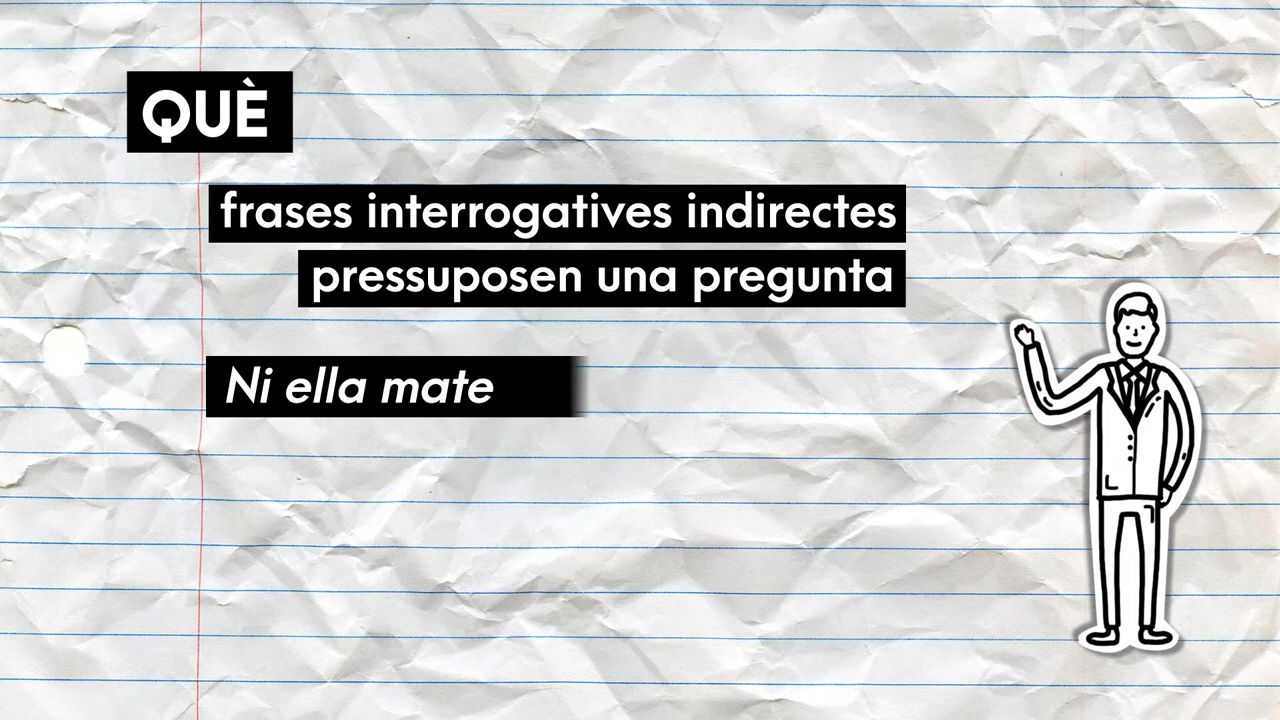 QUÈ
frases interrogatives indirectes
pressuposen una pregunta
Ni ella mate